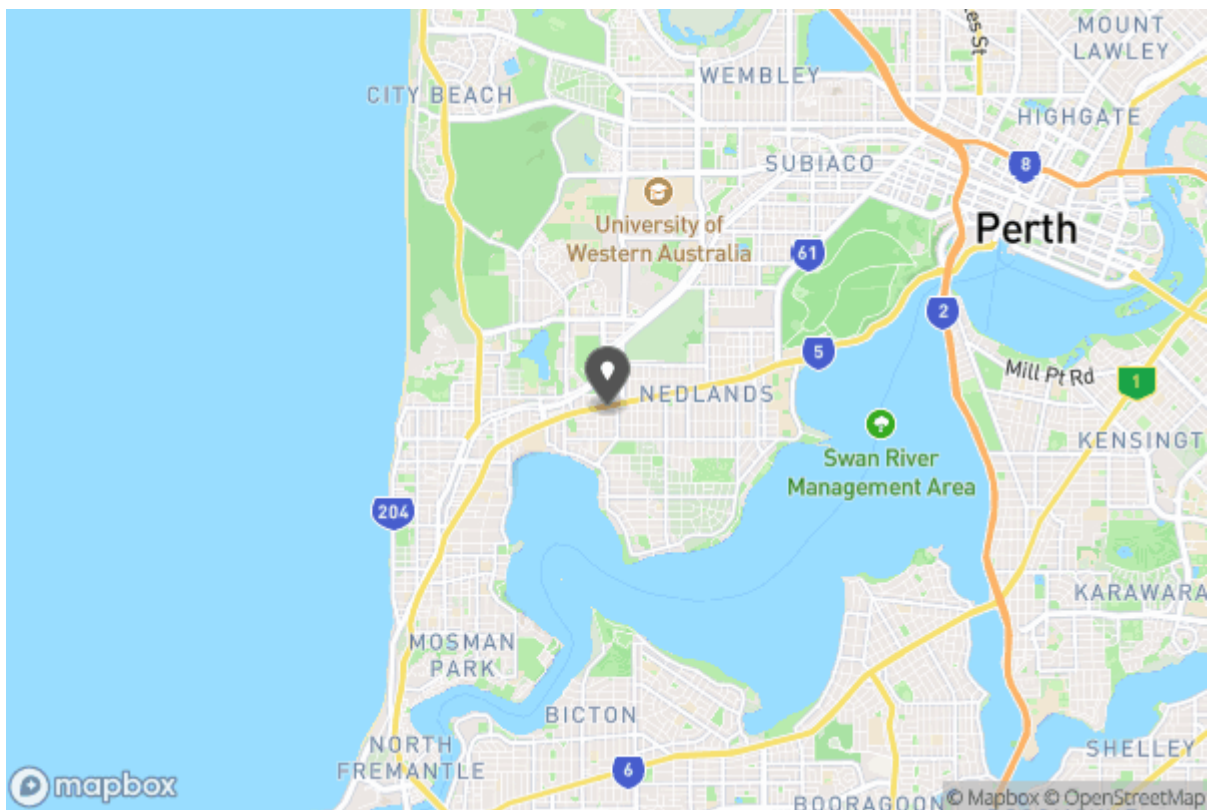 es St
MOUNT
LAWLEY
WEMBLEY
CITY BEACH
HIGHGATE
8
SUBIACO
University of
Western Australia
Perth
61
2
5
Mill Pt Rd
1
NEDLANDS
KENSINGT
Swan River
Management Area
204
KARAWARA
MOSMAN
PARK
BICTON
NORTH
FREMANTLE
6
SHELLEY
mapbox
BOORAGOON
© Mapbox © OpenStreetMap